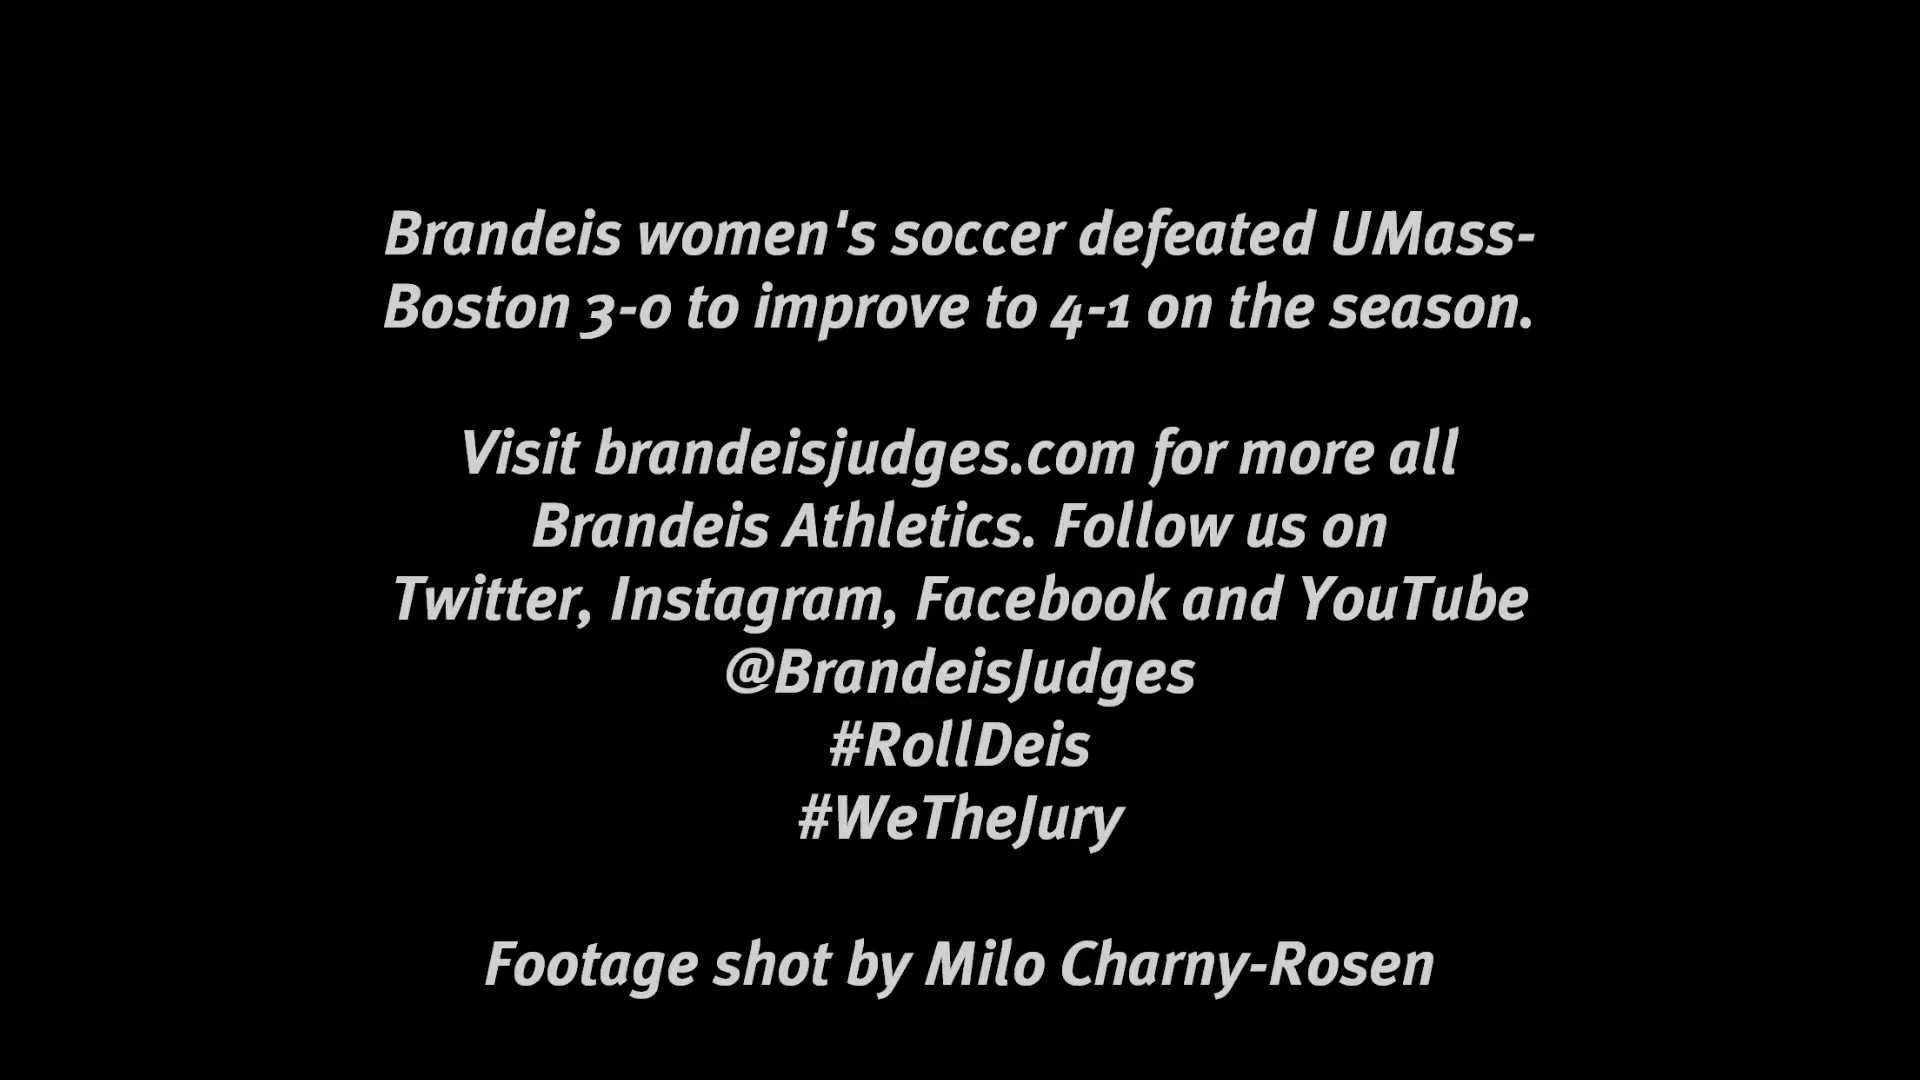 Brandeis women's soccer defeated UMass-
Boston 3-0 to improve to 4-1 on the season.
Visit brandeisjudges.com for more all
Brandeis Athletics. Follow us on
Twitter, Instagram, Facebook and YouTube
@BrandeisJudges
#RollDeis
#WeTheJury
Footage shot by Milo Charny-Rosen